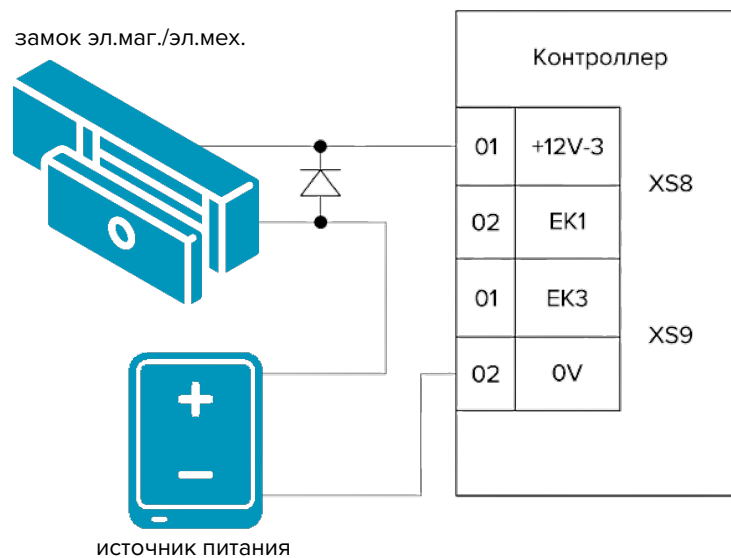 замок эл.маг./эл.мех.
Контроллер
01 +12V-3
XS8
02 EK1
01 EK3
XS9
02 0V
+
−
источник питания